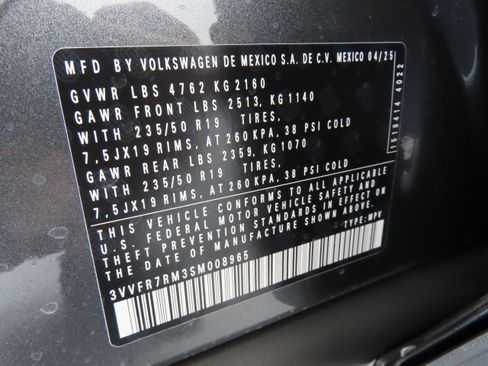 MFD BY VOLKSWAGEN DE MEXICO S.A. DE C.V. MEXICO 04/25
GVWR LBS 4762 KG 2160
GAWR FRONT LBS 2513, KG 1140
WITH 235/50 R19 TIRES.
7,5JX19 RIMS, AT 260 KPA, 38 PSI COLD
GAWR REAR LBS 2359, KG 1070
WITH 235/50 R19 TIRES.
7,5JX19 RIMS, AT 260 KPA, 38 PSI COLD
THIS VEHICLE CONFORMS TO ALL APPLICABLE
U.S. FEDERAL MOTOR VEHICLE SAFETY AND
THEFT PREVENTION STANDARDS IN EFFECT ON
THE DATE OF MANUFACTURE SHOWN ABOVE.
TYPE: MPV
3VVFR7RM3SM008965
1618414 4022